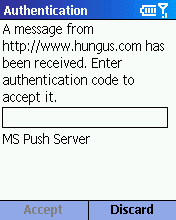 Authentication
A message from
http://www.hungus.com has
been received. Enter
authentication code to
accept it.
MS Push Server
Accept Discard